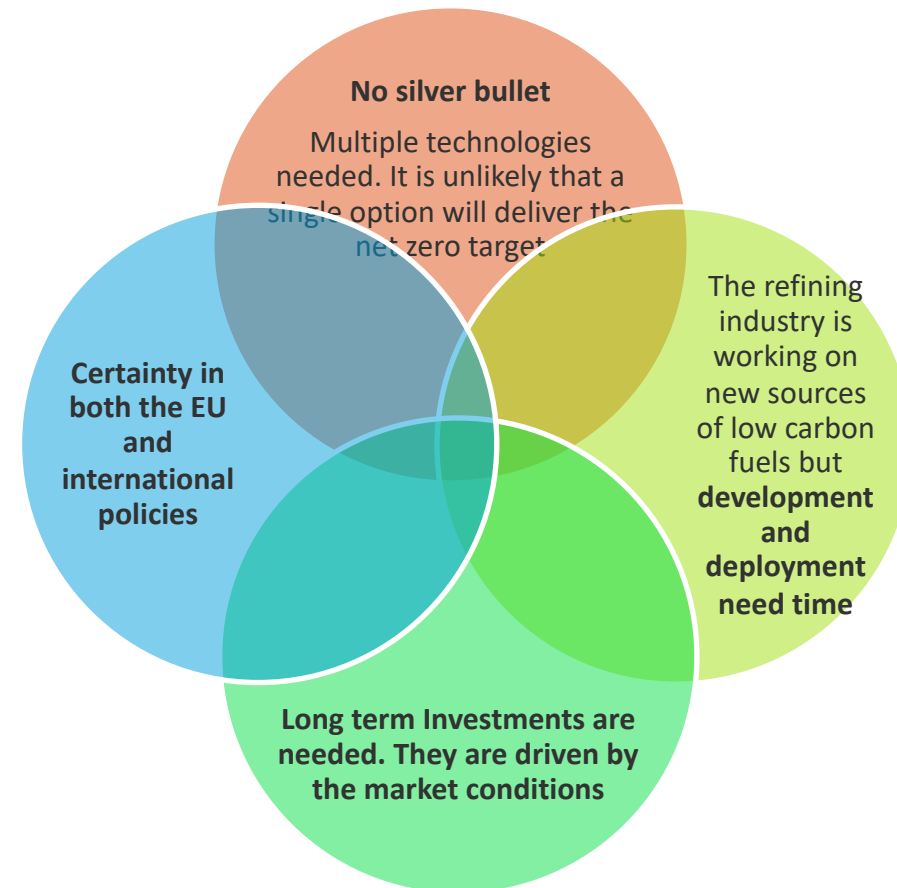 No silver bullet
Multiple technologies
needed. It is unlikely that a
single option will deliver the
net zero target
Certainty in
both the EU
and
international
policies
The refining
industry is
working on
new sources
of low carbon
fuels but
development
and
deployment
need time
Long term Investments are
needed. They are driven by
the market conditions